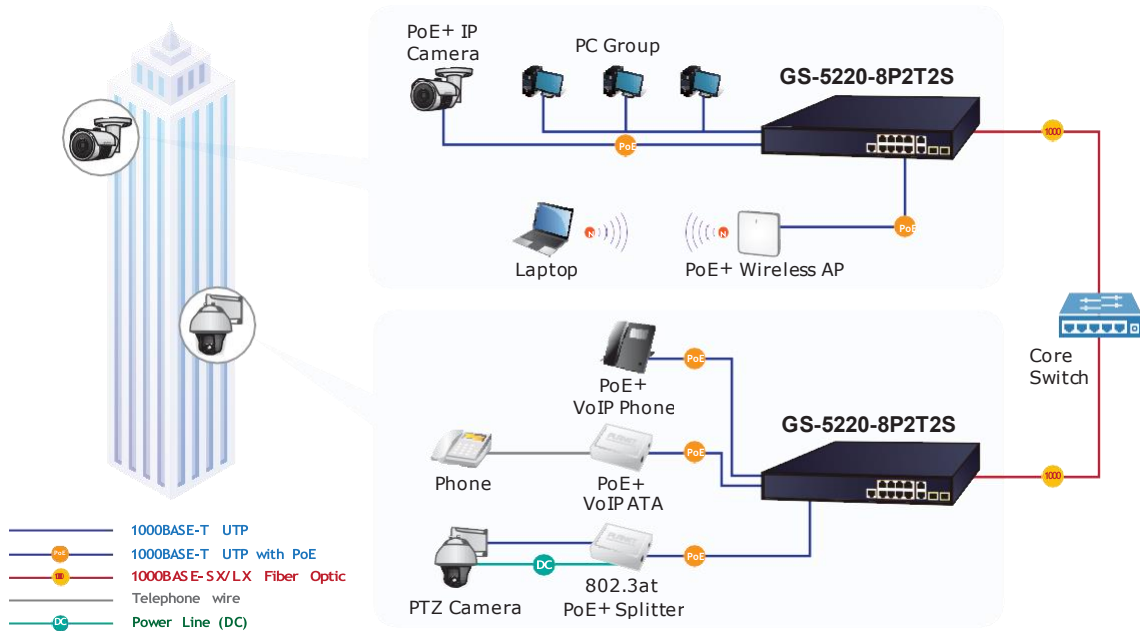 PoE+ IP
Camera
PC Group
GS-5220-8P2T2S
1000
PoE
N
N
PoE
Laptop
PoE+ Wireless AP
Core
Switch
PoE
PoE+
VoIP Phone
GS-5220-8P2T2S
PoE
Phone
PoE+
VoIP ATA
1000
PoE
DC
802.3at
PoE+ Splitter
PTZ Camera
1000BASE-T UTP
PoE
1000BASE-T UTP with PoE
1000BASE-SX/LX Fiber Optic
Telephone wire
DC
Power Line (DC)